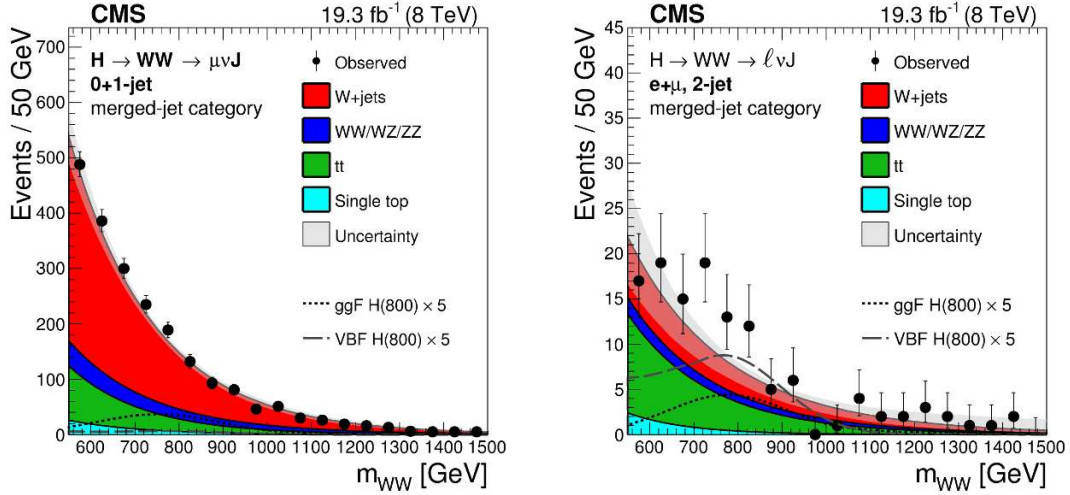 CMS 19.3 fb⁻¹ (8 TeV)
Events / 50 GeV
700
600
500
400
300
200
100
0
H → WW → μνJ
0+1-jet
merged-jet category
Observed
W+jets
WW/WZ/ZZ
tt
Single top
Uncertainty
ggF H(800) × 5
VBF H(800) × 5
600 700 800 900 1000 1100 1200 1300 1400 1500
m_WW [GeV]
CMS 19.3 fb⁻¹ (8 TeV)
Events / 50 GeV
45
40
35
30
25
20
15
10
5
0
H → WW → ℓνJ
e+μ, 2-jet
merged-jet category
Observed
W+jets
WW/WZ/ZZ
tt
Single top
Uncertainty
ggF H(800) × 5
VBF H(800) × 5
600 700 800 900 1000 1100 1200 1300 1400 1500
m_WW [GeV]